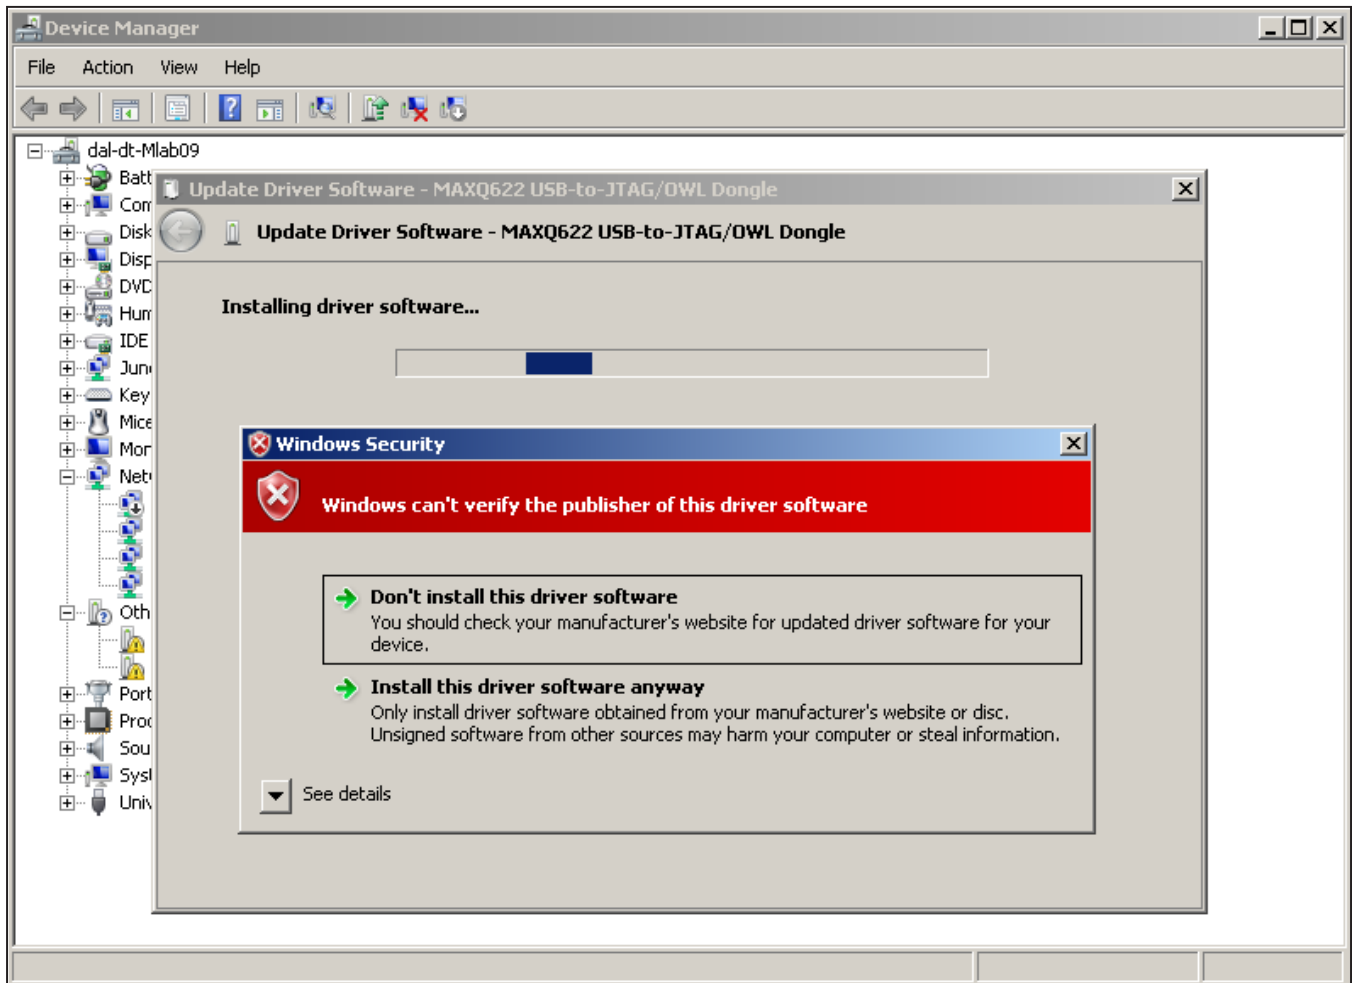 Device Manager
File Action View Help
dal-dt-Mlab09
Batt
Com
Disk
Disp
DVD
Hum
IDE
Key
Mice
Mon
Oth
Port
Proc
Sou
Syst
Univ
Update Driver Software - MAXQ622 USB-to-JTAG/OWL Dongle
Update Driver Software - MAXQ622 USB-to-JTAG/OWL Dongle
Installing driver software...
Windows Security
Windows can't verify the publisher of this driver software
Don't install this driver software
You should check your manufacturer's website for updated driver software for your
device.
Install this driver software anyway
Only install driver software obtained from your manufacturer's website or disc.
Unsigned software from other sources may harm your computer or steal information.
See details